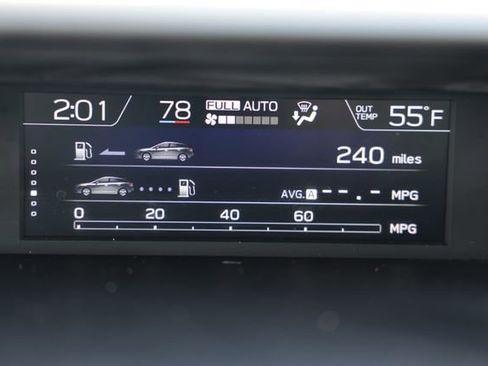 2:01 78 FULL AUTO OUT TEMP 55°F
240 miles
AVG. A --.- MPG
0 20 40 60 MPG